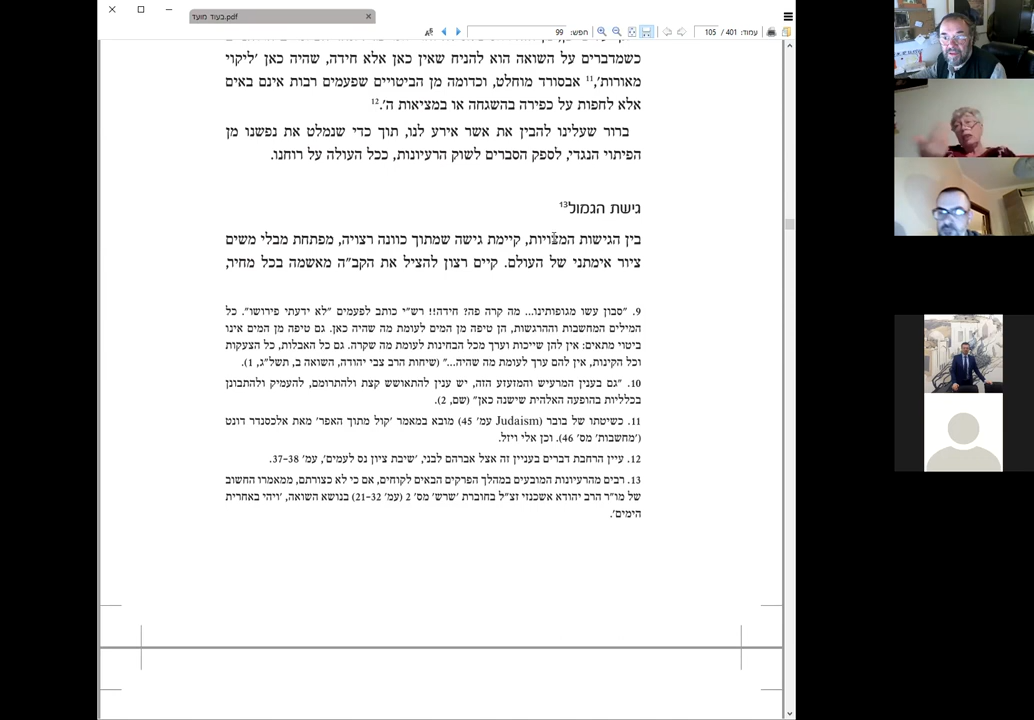 בעוד מועד.pdf
עמוד: 401 / 105
חפש: 99
כשמדברים על השואה הוא להניח שאין כאן אלא חידה, שהיה כאן 'ליקוי
מאורות',11 אבסורד מוחלט, וכדומה מן הביטויים שפעמים רבות אינם באים
אלא לחפות על כפירה בהשגחה או במציאות ה'.12
ברור שעלינו להבין את אשר אירע לנו, תוך כדי שנמלט את נפשנו מן
הפיתוי הנגדי, לספק הסברים לשוק הרעיונות, ככל העולה על רוחנו.
גישת הגמול13
בין הגישות המצויות, קיימת גישה שמתוך כוונה רצויה, מפתחת מבלי משים
ציור אימתני של העולם. קיים רצון להציל את הקב"ה מאשמה בכל מחיר,
9. "סבון עשו מגופותינו... מה קרה פה? חידה!! רש"י כותב לפעמים "לא ידעתי פירושו". כל
המילים המחשבות וההרגשות, הן טיפה מן המים לעומת מה שהיה כאן. גם טיפה מן המים אינו
ביטוי מתאים: אין להן שייכות וערך מכל הבחינות לעומת מה שקרה. גם כל האבלות, כל הצעקות
וכל הקינות, אין להם ערך לעומת מה שהיה..." (שיחות הרב צבי יהודה, השואה ב, תשל"ג, 1).
10. "גם בענין המרעיש והמזעזע הזה, יש ענין להתאושש קצת ולהתרומם, להעמיק ולהתבונן
בכלליות בהופעה האלהית שישנה כאן" (שם, 2).
11. כשיטתו של בובר (Judaism עמ' 45) מובא במאמר 'קול מתוך האפר' מאת אלכסנדר דונט
('מחשבות' מס' 46). וכן אלי ויזל.
12. עיין הרחבת דברים בעניין זה אצל אברהם לבני, 'שיבת ציון נס לעמים', עמ' 37-38.
13. רבים מהרעיונות המובעים במהלך הפרקים הבאים לקוחים, אם כי לא כצורתם, ממאמרו החשוב
של מו"ר הרב יהודא אשכנזי זצ"ל בחוברת 'שרש' מס' 2 (עמ' 21-32) בנושא השואה, 'ויהי באחרית
הימים'.